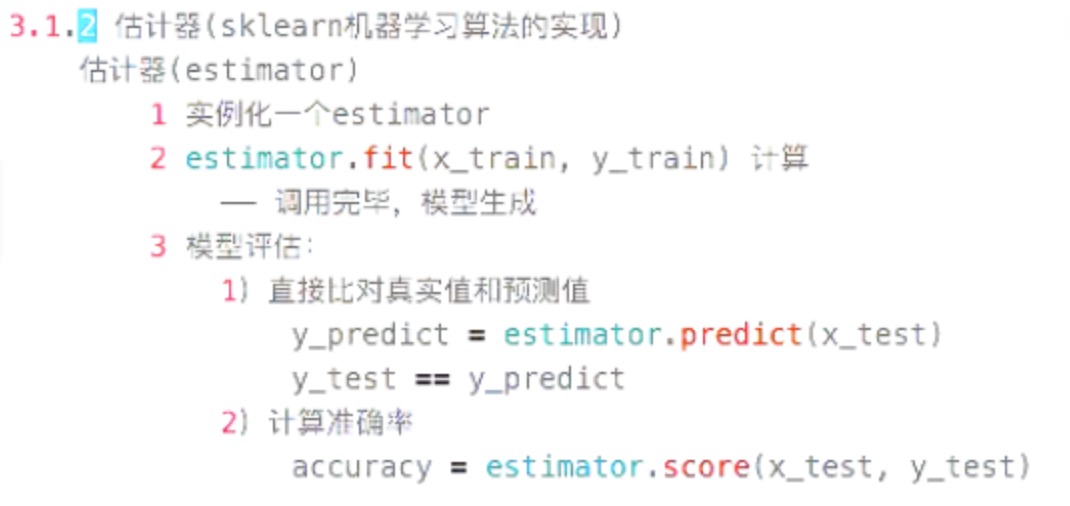 3.1.2 估计器(sklearn机器学习算法的实现)
估计器(estimator)
1 实例化一个estimator
2 estimator.fit(x_train, y_train) 计算
—— 调用完毕，模型生成
3 模型评估：
1) 直接比对真实值和预测值
y_predict = estimator.predict(x_test)
y_test == y_predict
2) 计算准确率
accuracy = estimator.score(x_test, y_test)